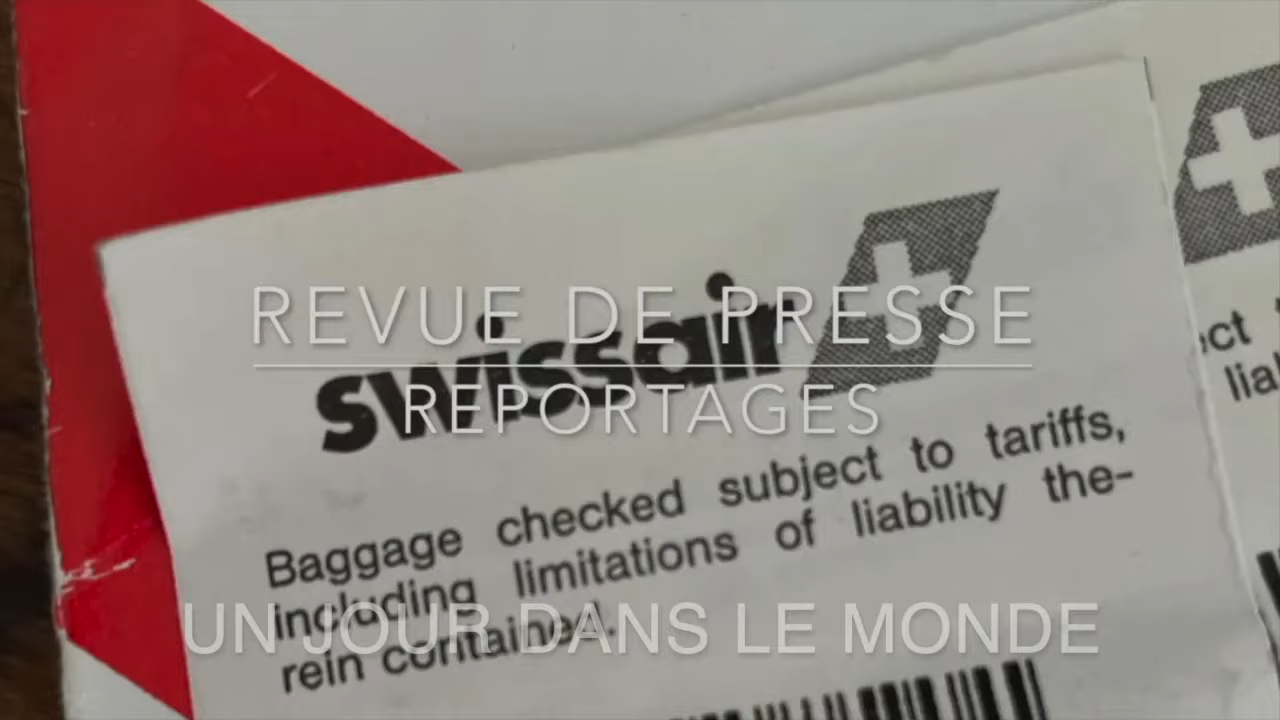 REVUE DE PRESSE
swissair
REPORTAGES
Baggage checked subject to tariffs,
including limitations of liability the-
rein contained.
UN JOUR DANS LE MONDE
ct
lia